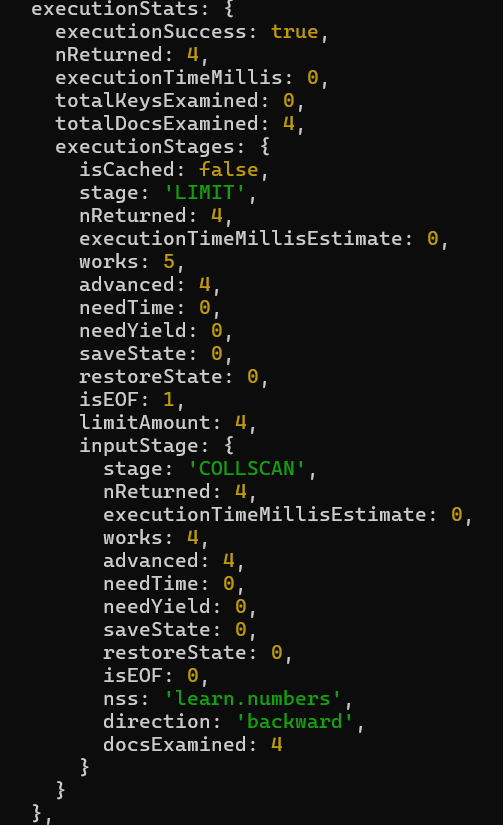 executionStats: {
executionSuccess: true,
nReturned: 4,
executionTimeMillis: 0,
totalKeysExamined: 0,
totalDocsExamined: 4,
executionStages: {
isCached: false,
stage: 'LIMIT',
nReturned: 4,
executionTimeMillisEstimate: 0,
works: 5,
advanced: 4,
needTime: 0,
needYield: 0,
saveState: 0,
restoreState: 0,
isEOF: 1,
limitAmount: 4,
inputStage: {
stage: 'COLLSCAN',
nReturned: 4,
executionTimeMillisEstimate: 0,
works: 4,
advanced: 4,
needTime: 0,
needYield: 0,
saveState: 0,
restoreState: 0,
isEOF: 0,
nss: 'learn.numbers',
direction: 'backward',
docsExamined: 4
}
}
},